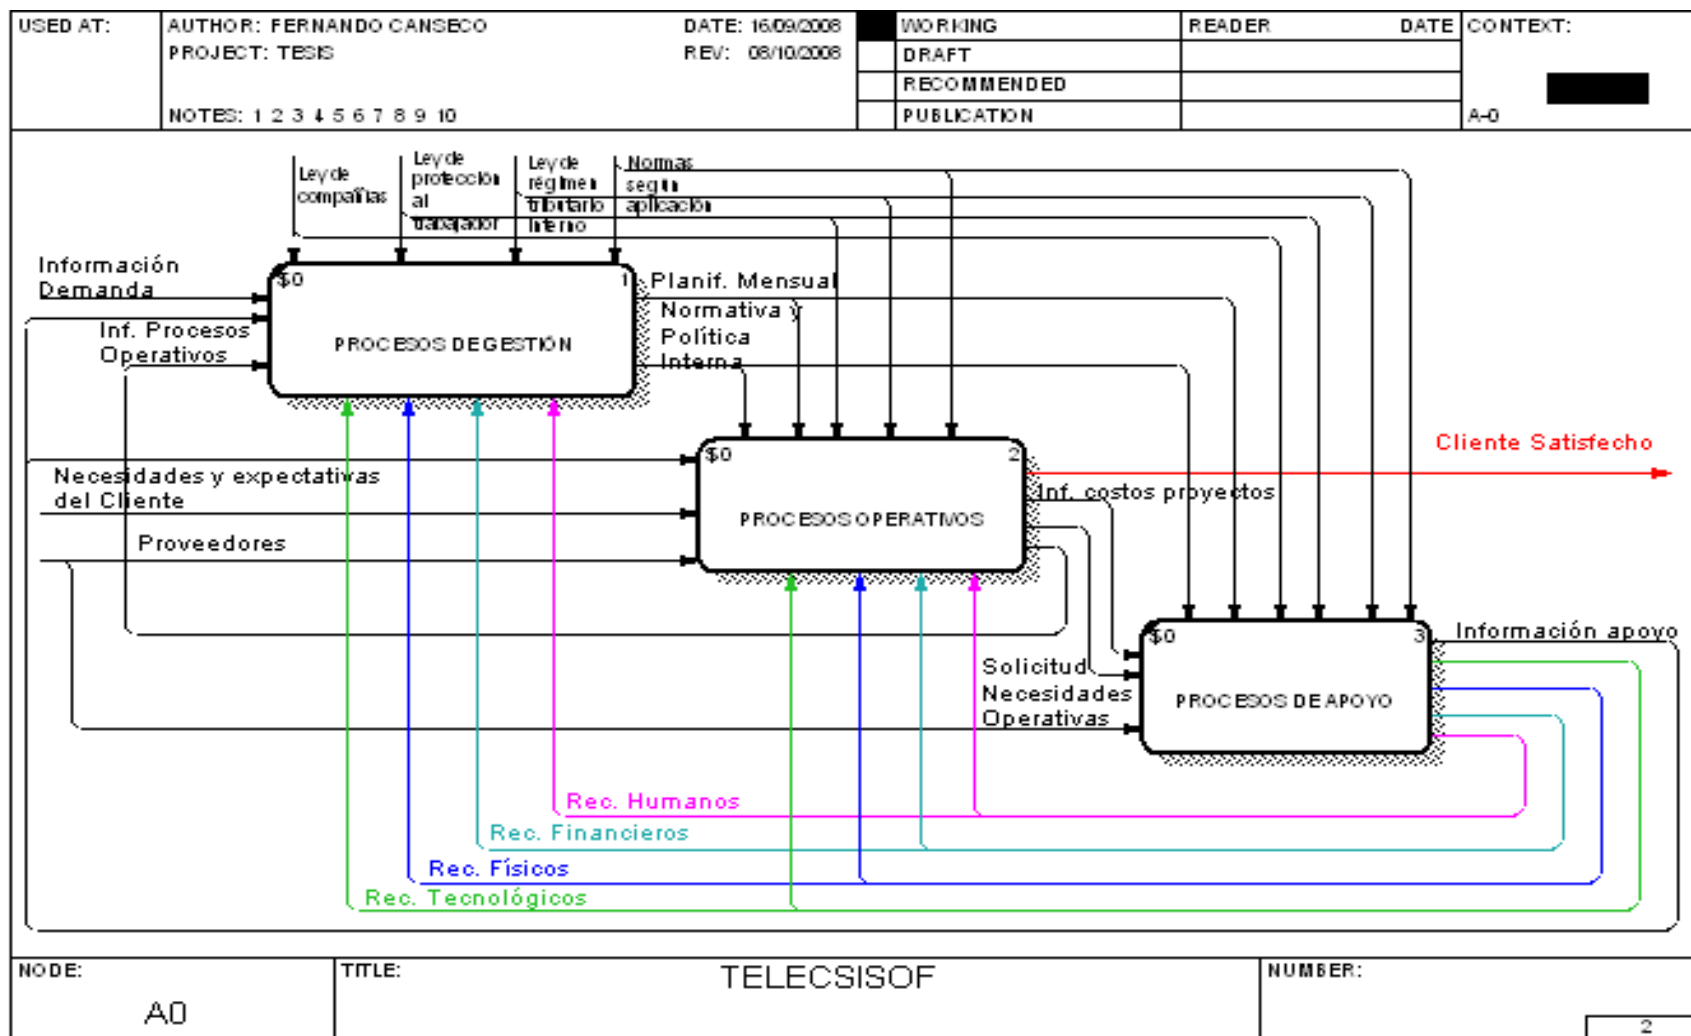 USED AT:
AUTHOR: FERNANDO CANSECO
DATE: 16/09/2008
PROJECT: TESIS
REV: 08/10/2008
NOTES: 1 2 3 4 5 6 7 8 9 10
WORKING
DRAFT
RECOMMENDED
PUBLICATION
READER
DATE
CONTEXT:
A-0
Ley de
compañías
Ley de
protección
al
trabajador
Ley de
régimen
tributario
Interno
Normas
según
aplicación
Información
Demanda
Inf. Procesos
Operativos
$0
1
PROCESOS DE GESTIÓN
Planif. Mensual
Normativa y
Política
Interna
Necesidades y expectativas
del Cliente
Proveedores
$0
2
PROCESOS OPERATIVOS
Cliente Satisfecho
Inf. costos proyectos
Solicitud
Necesidades
Operativas
$0
3
PROCESOS DE APOYO
Información apoyo
Rec. Humanos
Rec. Financieros
Rec. Físicos
Rec. Tecnológicos
NODE:
A0
TITLE:
TELECSISOF
NUMBER:
2